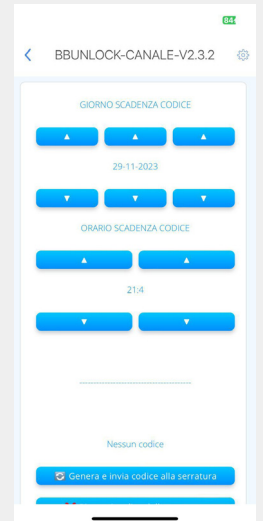 84
BBUNLOCK-CANALE-V2.3.2
GIORNO SCADENZA CODICE
29-11-2023
ORARIO SCADENZA CODICE
21:4
--------------------------------
Nessun codice
Genera e invia codice alla serratura